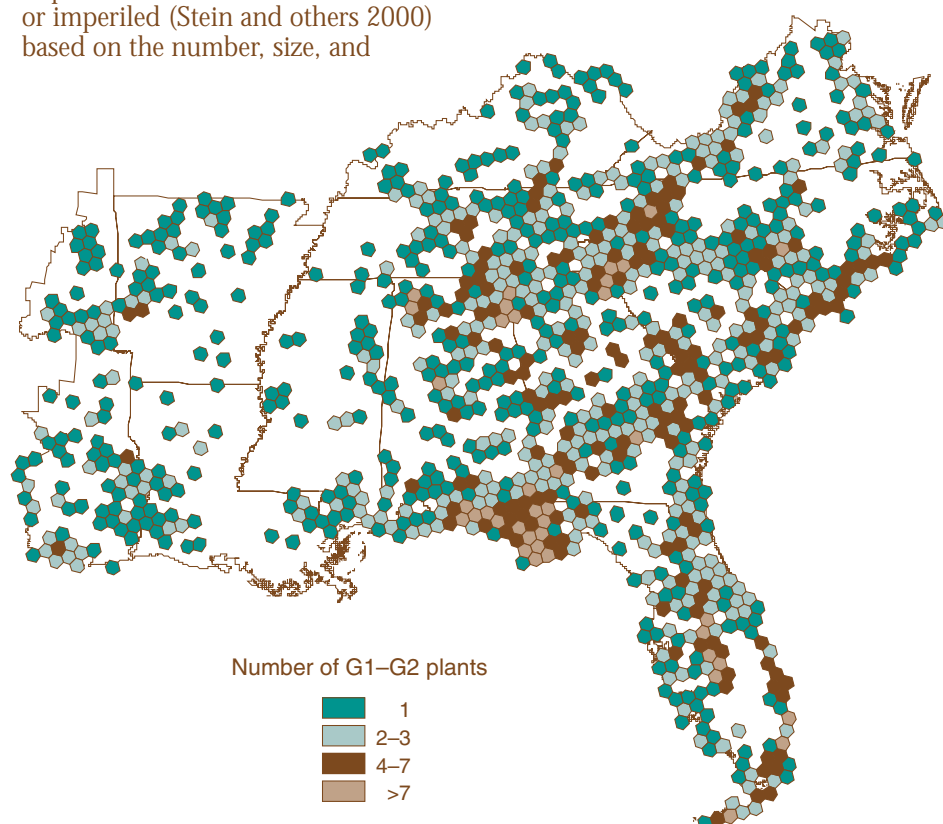 or imperiled (Stein and others 2000)
based on the number, size, and
Number of G1–G2 plants
1
2–3
4–7
>7